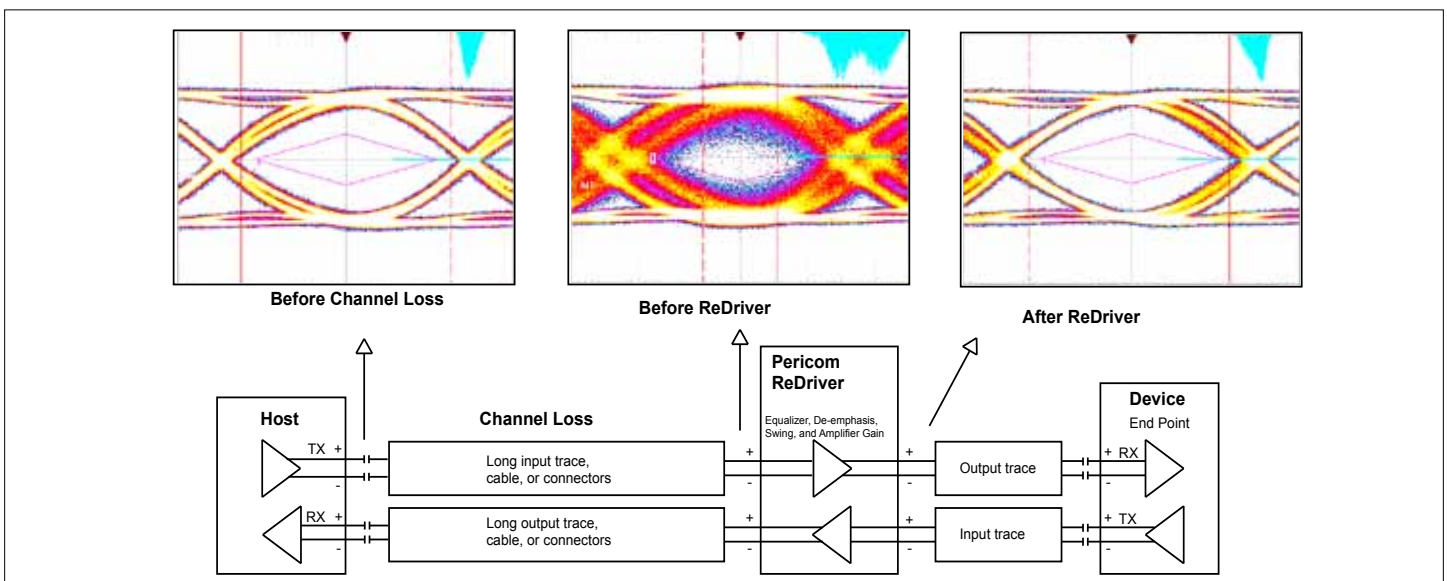 Before Channel Loss
Before ReDriver
After ReDriver
Host
TX +
-
RX +
-
Channel Loss
Long input trace,
cable, or connectors
Long output trace,
cable, or connectors
+
-
+
-
Pericom
ReDriver
Equalizer, De-emphasis,
Swing, and Amplifier Gain
+
-
+
-
Output trace
Input trace
Device
End Point
+ RX
-
+ TX
-